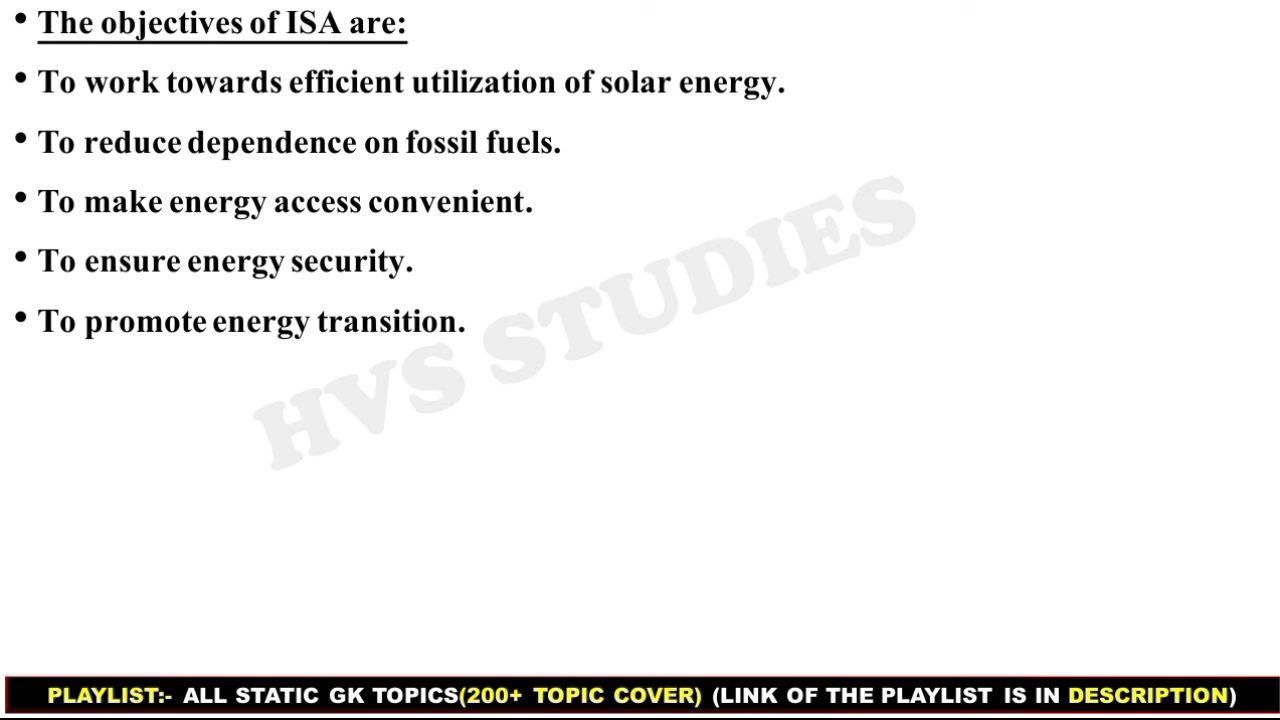 • The objectives of ISA are:
• To work towards efficient utilization of solar energy.
• To reduce dependence on fossil fuels.
• To make energy access convenient.
• To ensure energy security.
• To promote energy transition.
HVS STUDIES
PLAYLIST:- ALL STATIC GK TOPICS(200+ TOPIC COVER) (LINK OF THE PLAYLIST IS IN DESCRIPTION)